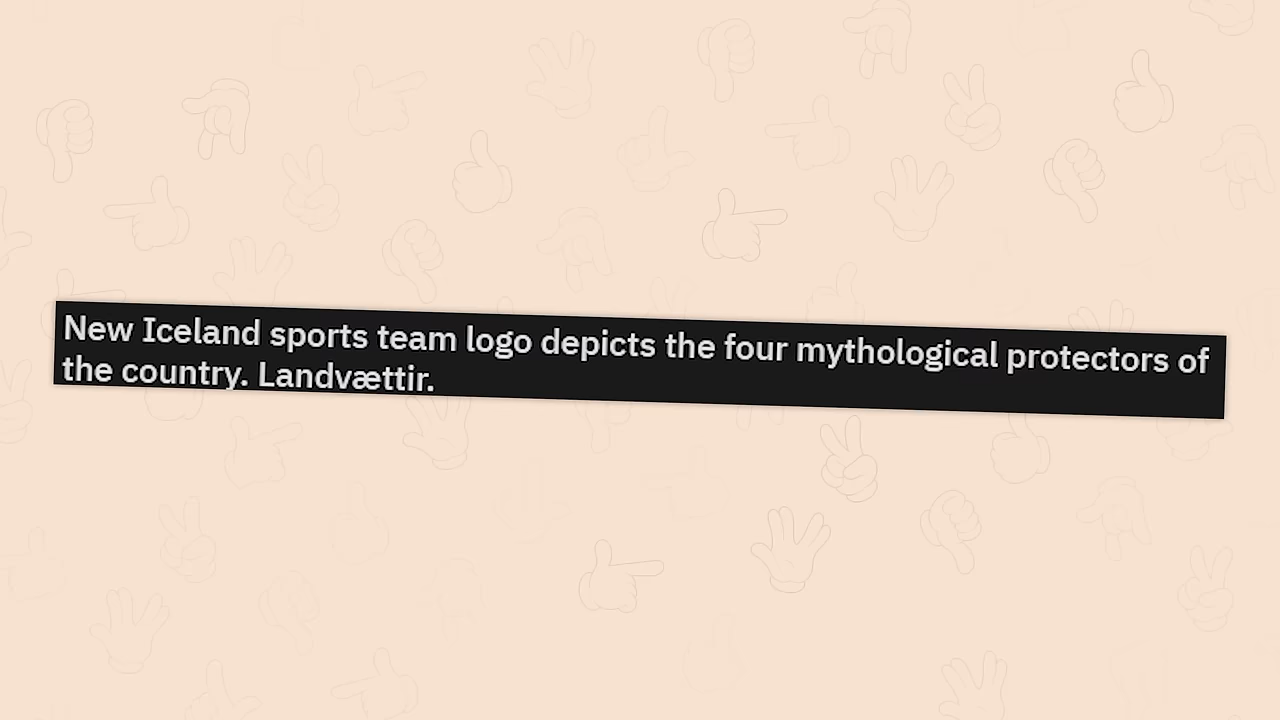 New Iceland sports team logo depicts the four mythological protectors of
the country. Landvættir.